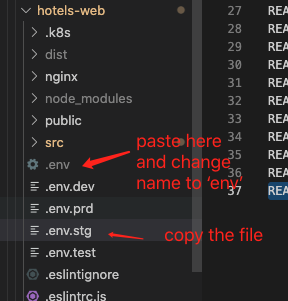 hotels-web
.k8s
dist
nginx
node_modules
public
src
.env
.env.dev
.env.prd
.env.stg
.env.test
.eslintignore
.eslintrc.js
paste here
and change
name to 'env'
copy the file
27 REA
28 REA
29 REA
30 REA
31 REA
32 REA
33 REA
34 REA
35 REA
36 REA
37 REA